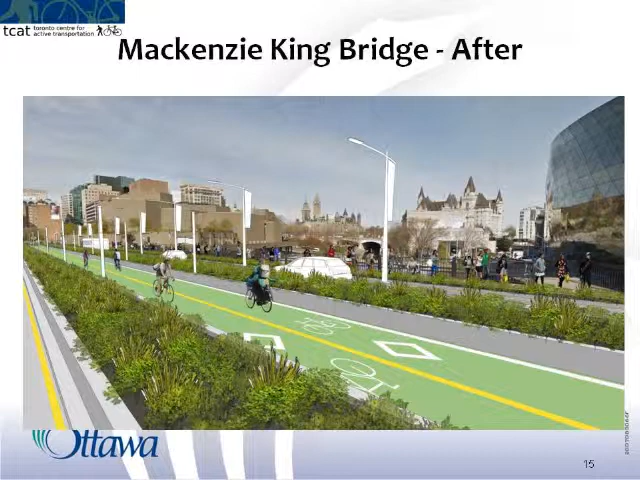 tcat toronto centre for
active transportation
Mackenzie King Bridge - After
Ottawa
15